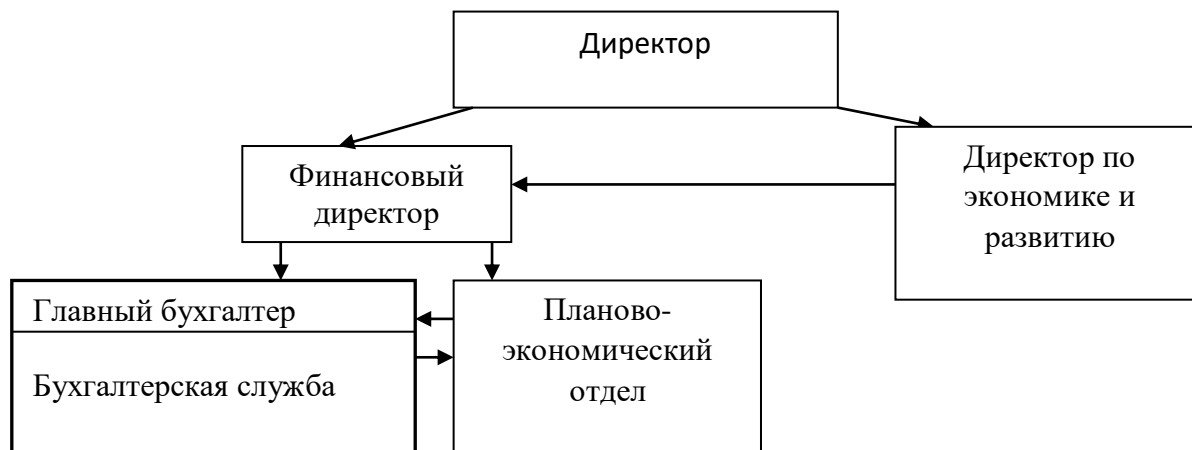 Директор
Финансовый
директор
Директор по
экономике и
развитию
Главный бухгалтер
Бухгалтерская служба
Планово-
экономический
отдел